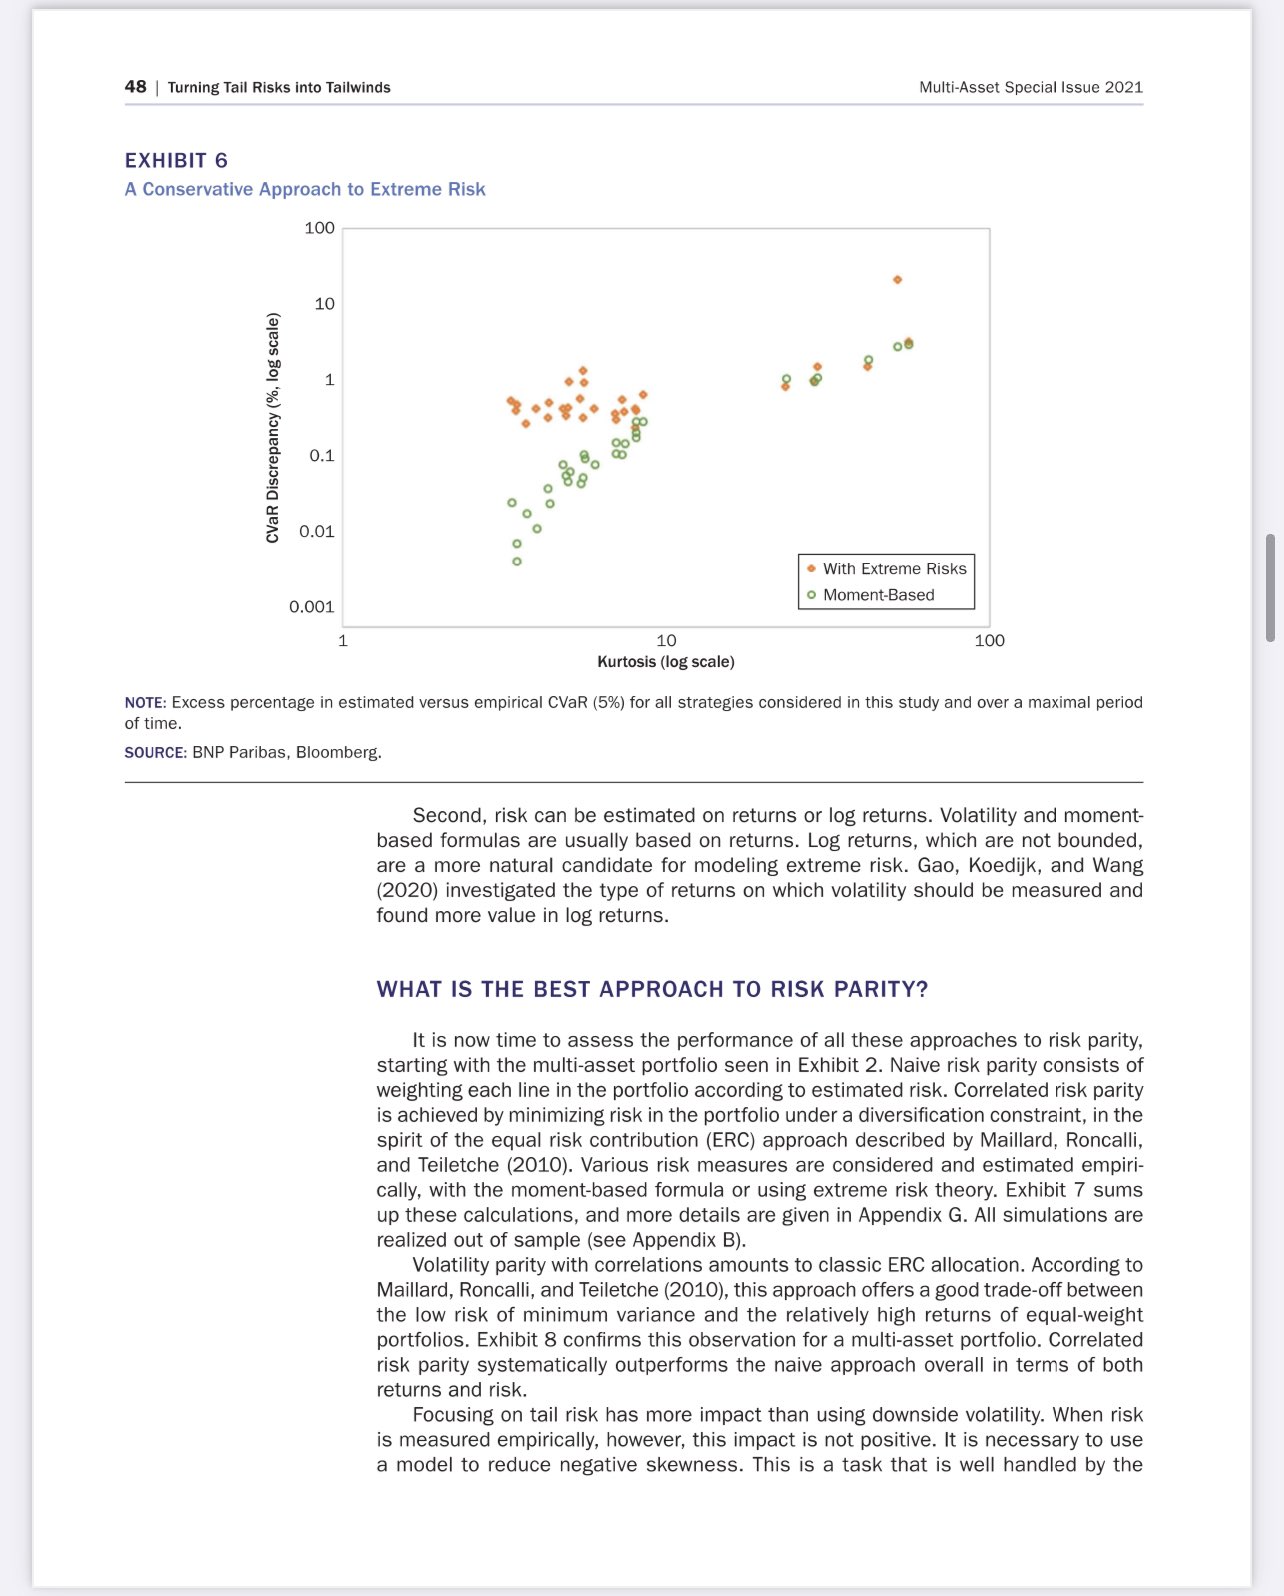 48 | Turning Tail Risks into Tailwinds
Multi-Asset Special Issue 2021
EXHIBIT 6
A Conservative Approach to Extreme Risk
100
10
1
0.1
0.01
0.001
CVaR Discrepancy (%, log scale)
With Extreme Risks
Moment-Based
1
10
100
Kurtosis (log scale)
NOTE: Excess percentage in estimated versus empirical CVaR (5%) for all strategies considered in this study and over a maximal period
of time.
SOURCE: BNP Paribas, Bloomberg.
Second, risk can be estimated on returns or log returns. Volatility and moment-
based formulas are usually based on returns. Log returns, which are not bounded,
are a more natural candidate for modeling extreme risk. Gao, Koedijk, and Wang
(2020) investigated the type of returns on which volatility should be measured and
found more value in log returns.
WHAT IS THE BEST APPROACH TO RISK PARITY?
It is now time to assess the performance of all these approaches to risk parity,
starting with the multi-asset portfolio seen in Exhibit 2. Naive risk parity consists of
weighting each line in the portfolio according to estimated risk. Correlated risk parity
is achieved by minimizing risk in the portfolio under a diversification constraint, in the
spirit of the equal risk contribution (ERC) approach described by Maillard, Roncalli,
and Teiletche (2010). Various risk measures are considered and estimated empiri-
cally, with the moment-based formula or using extreme risk theory. Exhibit 7 sums
up these calculations, and more details are given in Appendix G. All simulations are
realized out of sample (see Appendix B).
Volatility parity with correlations amounts to classic ERC allocation. According to
Maillard, Roncalli, and Teiletche (2010), this approach offers a good trade-off between
the low risk of minimum variance and the relatively high returns of equal-weight
portfolios. Exhibit 8 confirms this observation for a multi-asset portfolio. Correlated
risk parity systematically outperforms the naive approach overall in terms of both
returns and risk.
Focusing on tail risk has more impact than using downside volatility. When risk
is measured empirically, however, this impact is not positive. It is necessary to use
a model to reduce negative skewness. This is a task that is well handled by the